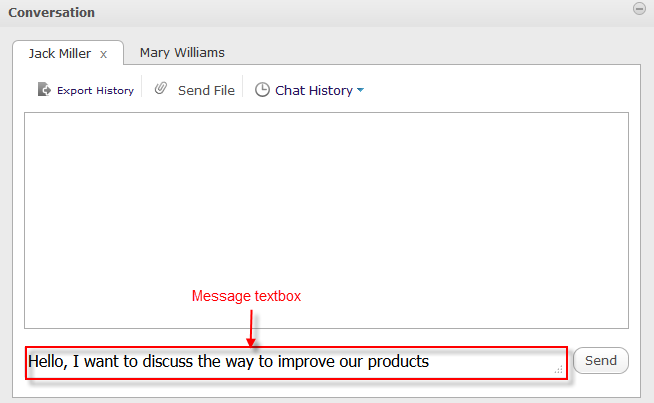 Conversation
Jack Miller x Mary Williams
Export History Send File Chat History
Message textbox
Hello, I want to discuss the way to improve our products Send